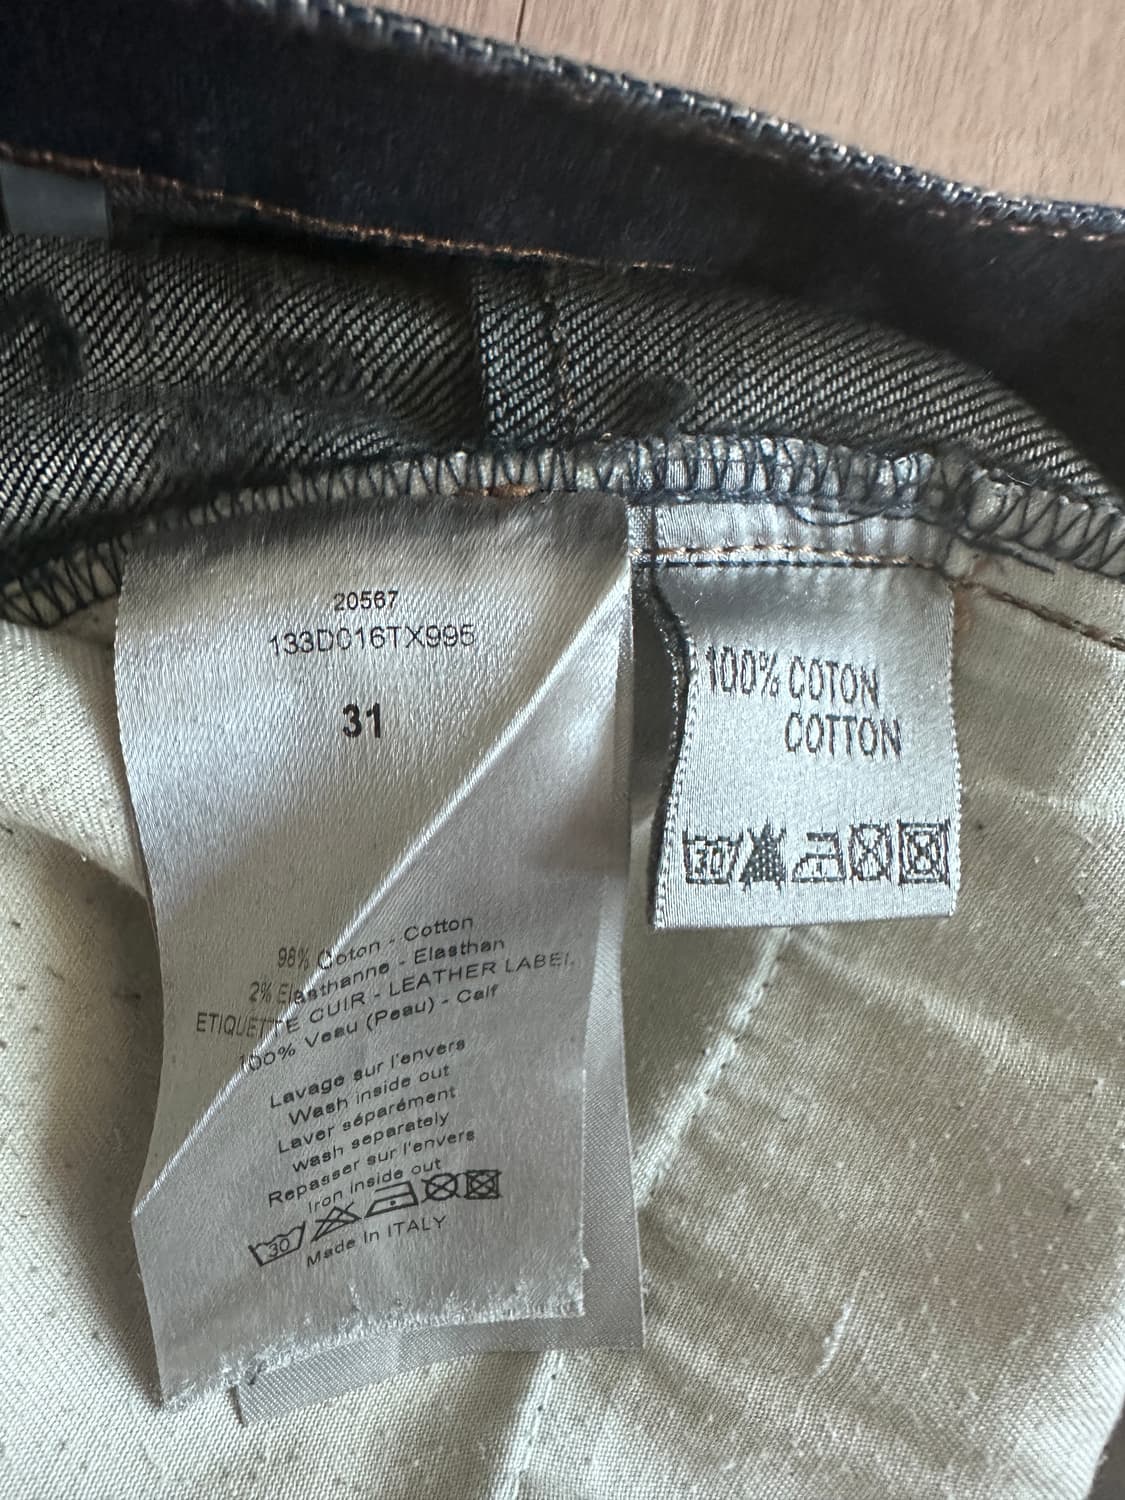 20567
133D016TX995
31
98% Coton - Cotton
2% Elasthanne - Elasthan
ETIQUETTE CUIR - LEATHER LABEL
100% Veau (Peau) - Calf
Lavage sur l'envers
Wash inside out
Laver séparément
wash separately
Repasser sur l'envers
Iron inside out
30
Made In ITALY
100% COTON
COTTON
30